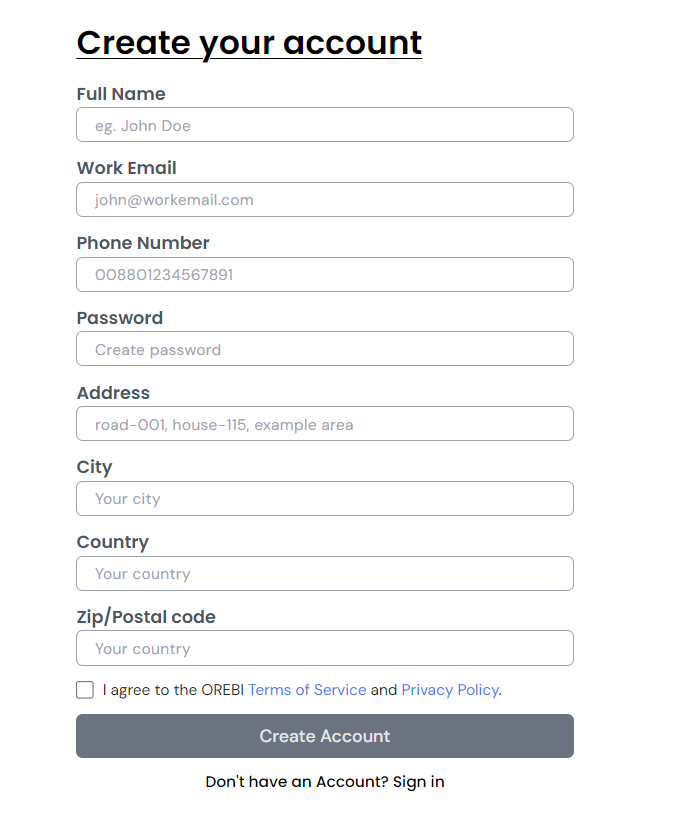 Create your account
Full Name
eg. John Doe
Work Email
john@workemail.com
Phone Number
008801234567891
Password
Create password
Address
road-001, house-115, example area
City
Your city
Country
Your country
Zip/Postal code
Your country
I agree to the OREBI Terms of Service and Privacy Policy.
Create Account
Don't have an Account? Sign in